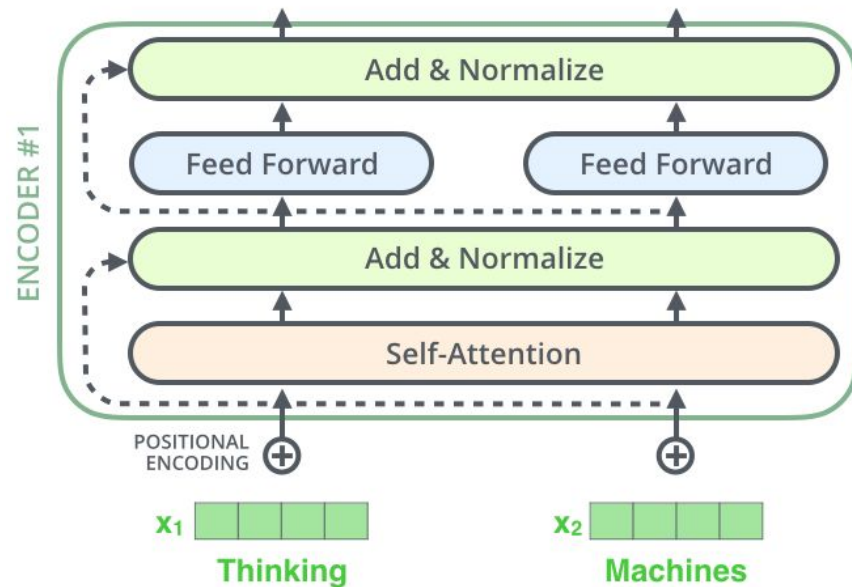 ENCODER #1
Add & Normalize
Feed Forward
Feed Forward
Add & Normalize
Self-Attention
POSITIONAL
ENCODING
x₁
x₂
Thinking
Machines